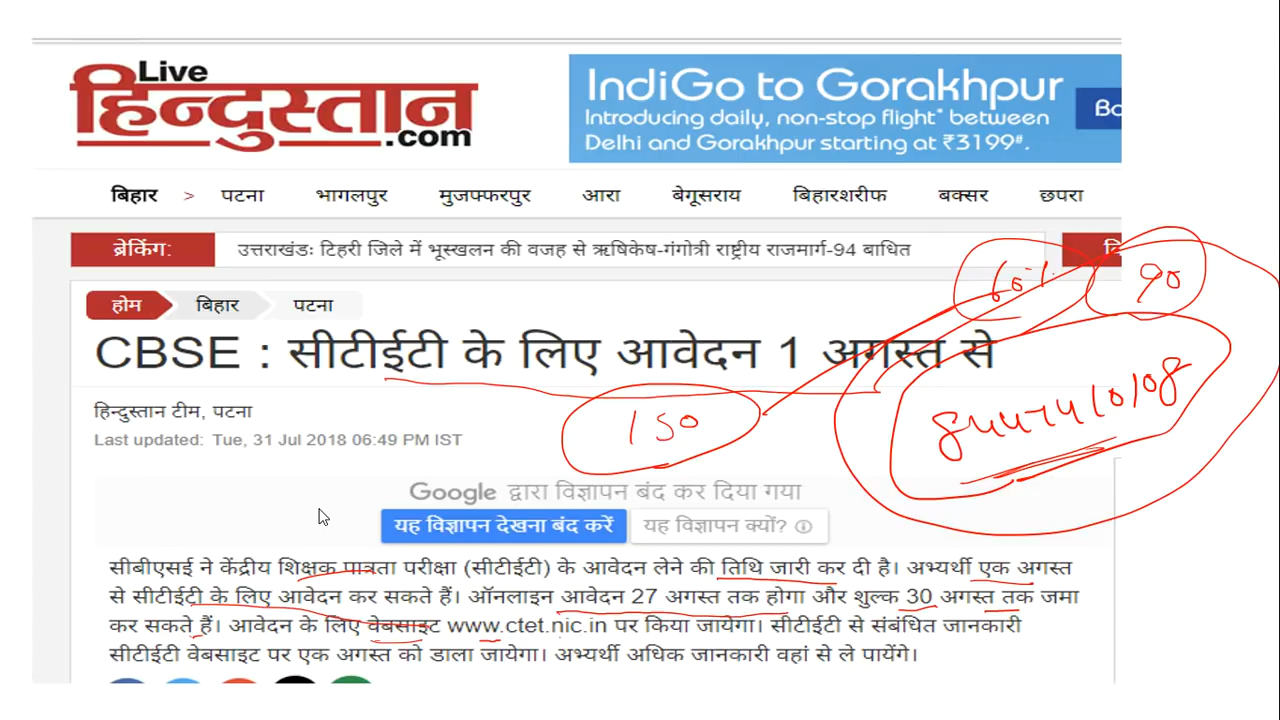 Live
हिन्दुस्तान
.com
IndiGo to Gorakhpur
Introducing daily, non-stop flight* between
Delhi and Gorakhpur starting at ₹3199#.
बिहार > पटना भागलपुर मुजफ्फरपुर आरा बेगूसराय बिहारशरीफ बक्सर छपरा
ब्रेकिंग: उत्तराखंडः टिहरी जिले में भूस्खलन की वजह से ऋषिकेष-गंगोत्री राष्ट्रीय राजमार्ग-94 बाधित
60% 90
होम बिहार पटना
CBSE : सीटीईटी के लिए आवेदन 1 अगस्त से
हिन्दुस्तान टीम, पटना
150
Last updated: Tue, 31 Jul 2018 06:49 PM IST
Google द्वारा विज्ञापन बंद कर दिया गया
यह विज्ञापन देखना बंद करें यह विज्ञापन क्यों?
सीबीएसई ने केंद्रीय शिक्षक पात्रता परीक्षा (सीटीईटी) के आवेदन लेने की तिथि जारी कर दी है। अभ्यर्थी एक अगस्त
से सीटीईटी के लिए आवेदन कर सकते हैं। ऑनलाइन आवेदन 27 अगस्त तक होगा और शुल्क 30 अगस्त तक जमा
कर सकते हैं। आवेदन के लिए वेबसाइट www.ctet.nic.in पर किया जायेगा। सीटीईटी से संबंधित जानकारी
सीटीईटी वेबसाइट पर एक अगस्त को डाला जायेगा। अभ्यर्थी अधिक जानकारी वहां से ले पायेंगे।